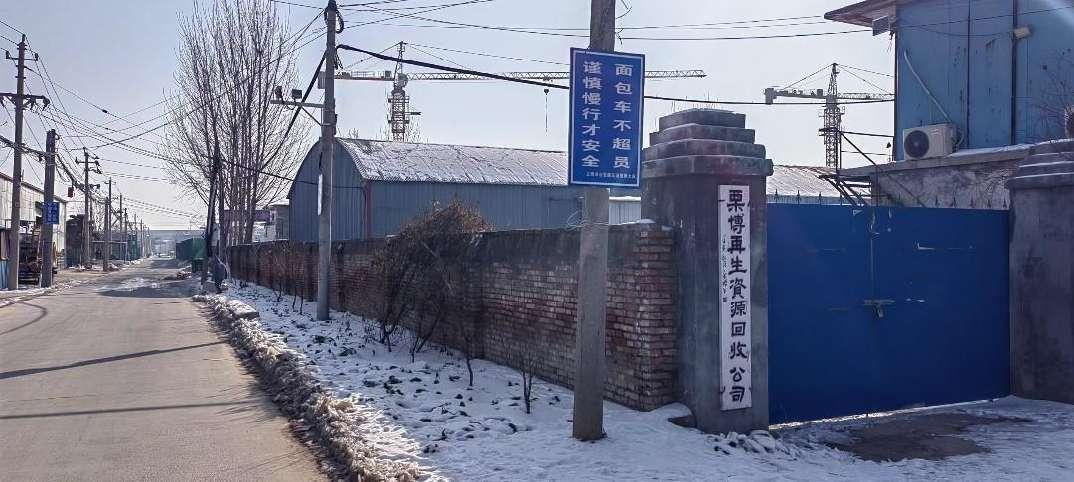 面包车不超员
谨慎慢行才安全
栗博再生資源回收公司